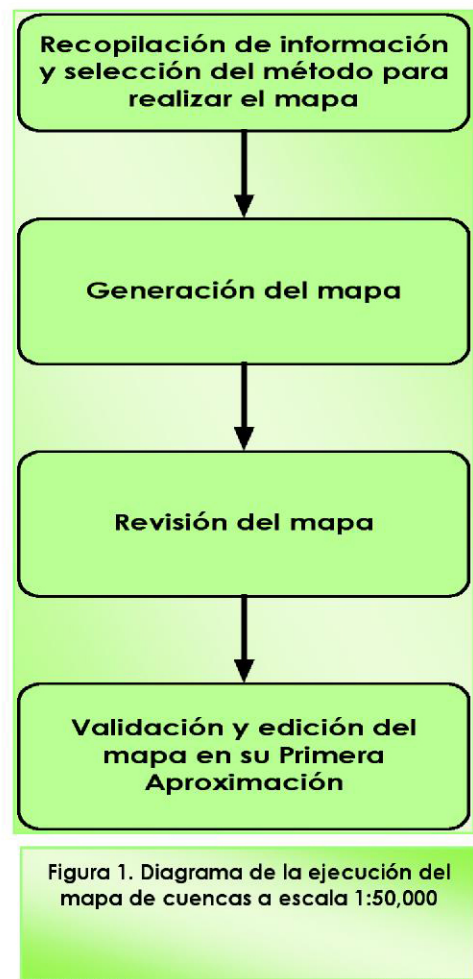 Recopilación de información
y selección del método para
realizar el mapa
Generación del mapa
Revisión del mapa
Validación y edición del
mapa en su Primera
Aproximación
Figura 1. Diagrama de la ejecución del
mapa de cuencas a escala 1:50,000